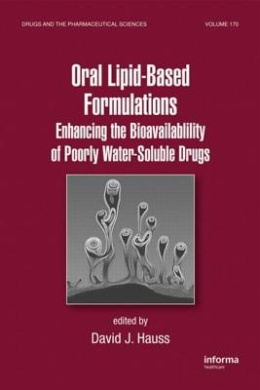 DRUGS AND THE PHARMACEUTICAL SCIENCES VOLUME 170
Oral Lipid-Based
Formulations
Enhancing the Bioavailablility
of Poorly Water-Soluble Drugs
edited by
David J. Hauss
informa
healthcare